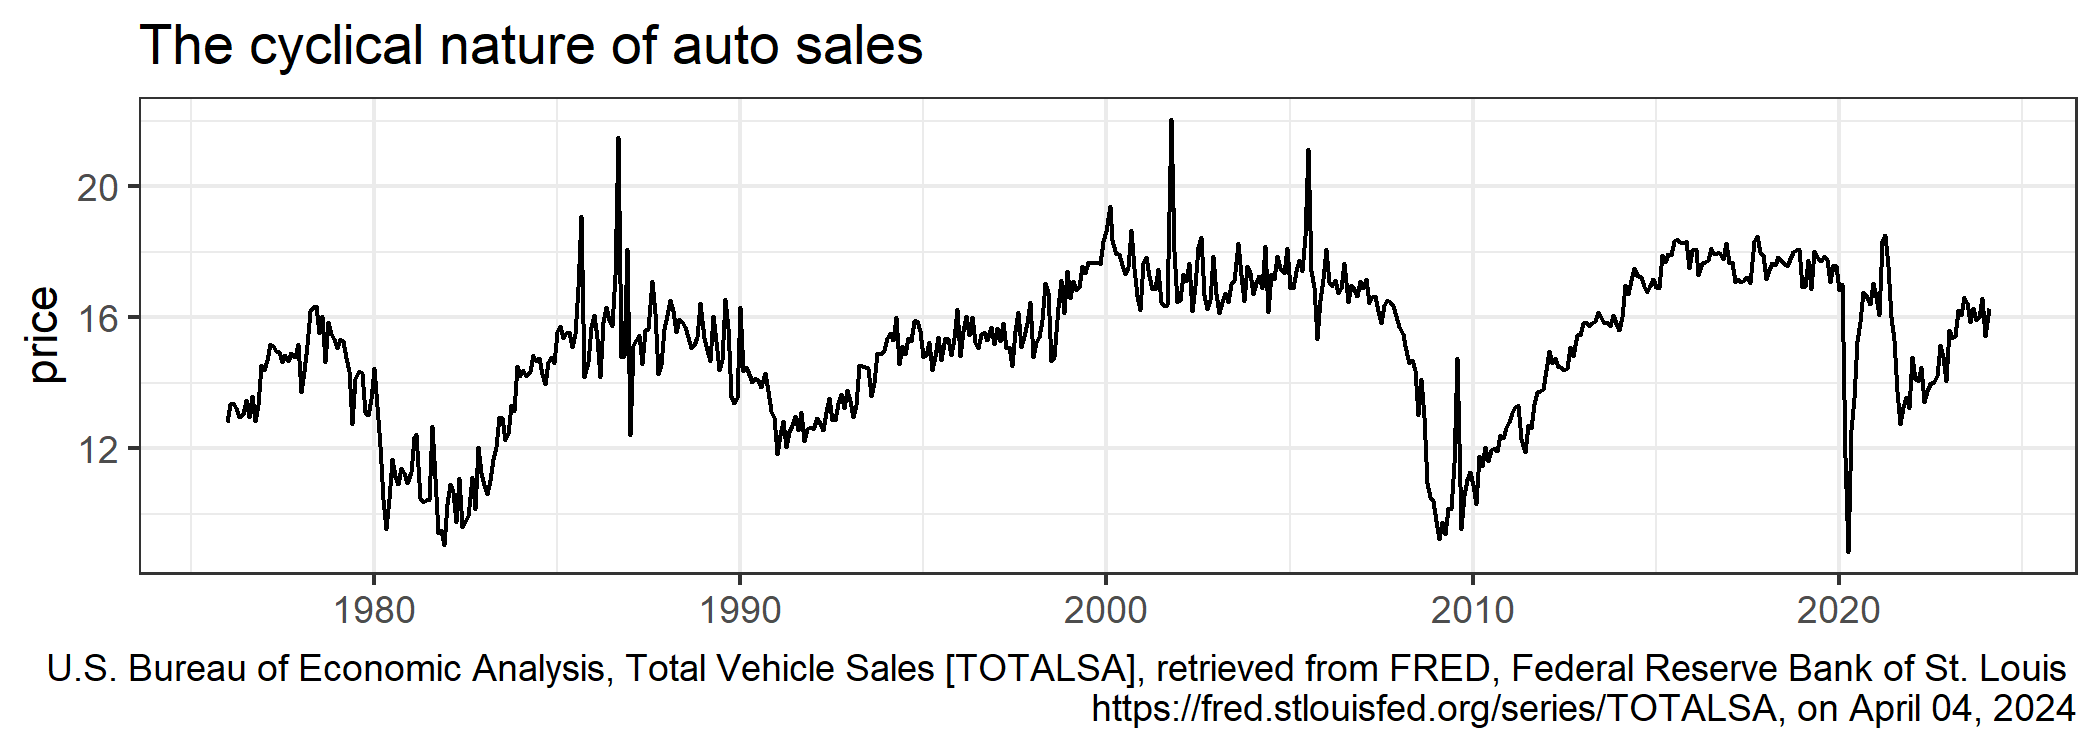 The cyclical nature of auto sales
price
20
16
12
1980 1990 2000 2010 2020
U.S. Bureau of Economic Analysis, Total Vehicle Sales [TOTALSA], retrieved from FRED, Federal Reserve Bank of St. Louis
https://fred.stlouisfed.org/series/TOTALSA, on April 04, 2024